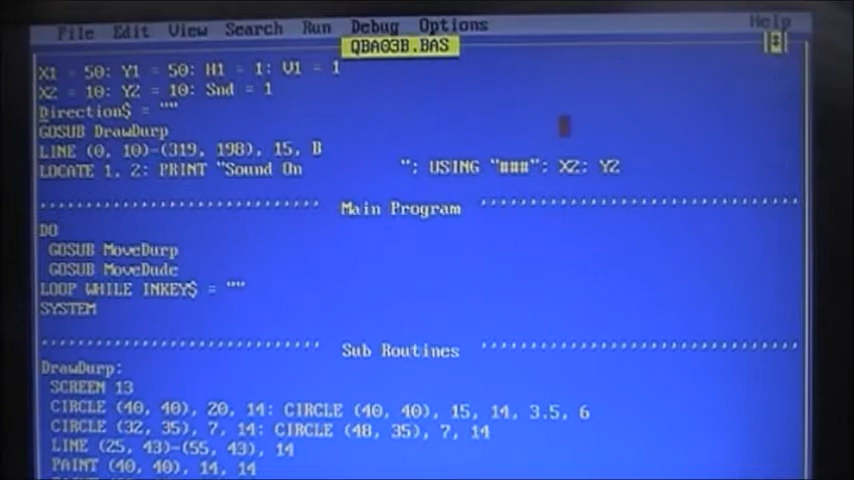 File Edit View Search Run Debug Options Help
QBA03B.BAS
X1 = 50: Y1 = 50: H1 = 1: V1 = 1
X2 = 10: Y2 = 10: Snd = 1
Direction$ = ""
GOSUB DrawDurp
LINE (0, 10)-(319, 198), 15, B
LOCATE 1, 2: PRINT "Sound On "; USING "###"; X2; Y2
'''''''''''''''''''''''''''' Main Program ''''''''''''''''''''''''''''''''
DO
GOSUB MoveDurp
GOSUB MoveDude
LOOP WHILE INKEY$ = ""
SYSTEM
'''''''''''''''''''''''''''' Sub Routines ''''''''''''''''''''''''''''''''
DrawDurp:
SCREEN 13
CIRCLE (40, 40), 20, 14: CIRCLE (40, 40), 15, 14, 3.5, 6
CIRCLE (32, 35), 7, 14: CIRCLE (48, 35), 7, 14
LINE (25, 43)-(55, 43), 14
PAINT (40, 40), 14, 14